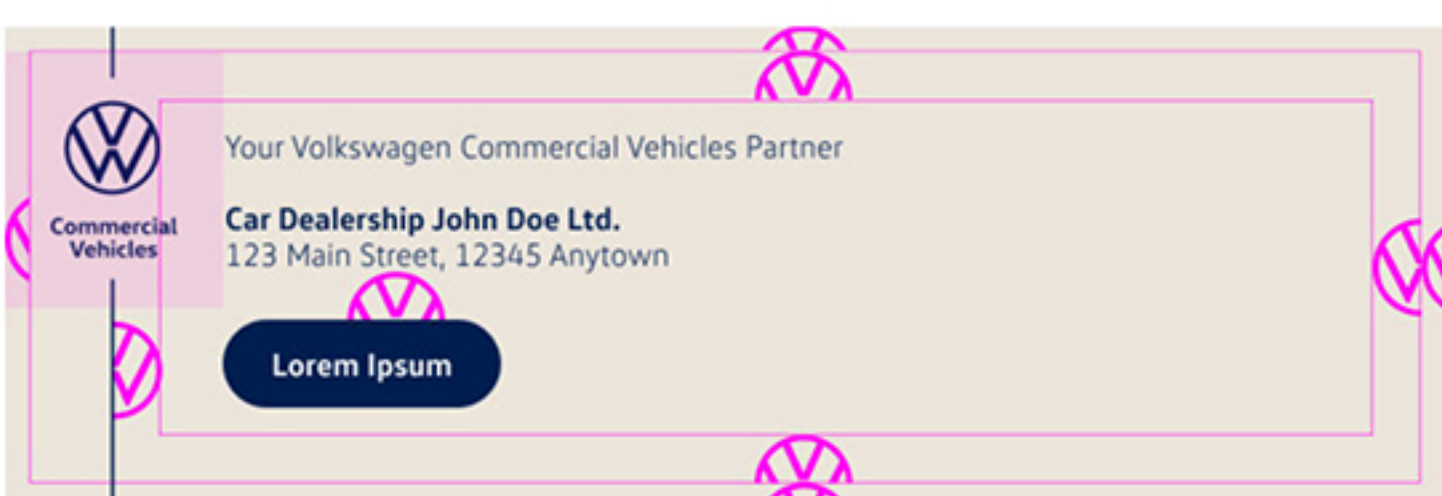 Commercial
Vehicles
Your Volkswagen Commercial Vehicles Partner
Car Dealership John Doe Ltd.
123 Main Street, 12345 Anytown
Lorem Ipsum